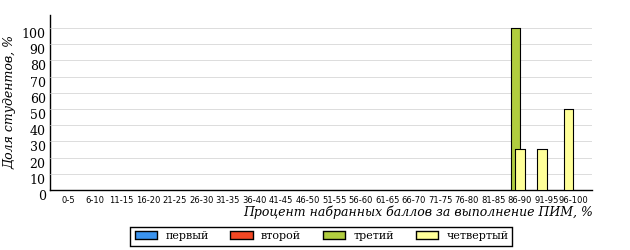 Доля студентов, %
100
90
80
70
60
50
40
30
20
10
0
0-5 6-10 11-15 16-20 21-25 26-30 31-35 36-40 41-45 46-50 51-55 56-60 61-65 66-70 71-75 76-80 81-85 86-90 91-95 96-100
Процент набранных баллов за выполнение ПИМ, %
первый второй третий четвертый